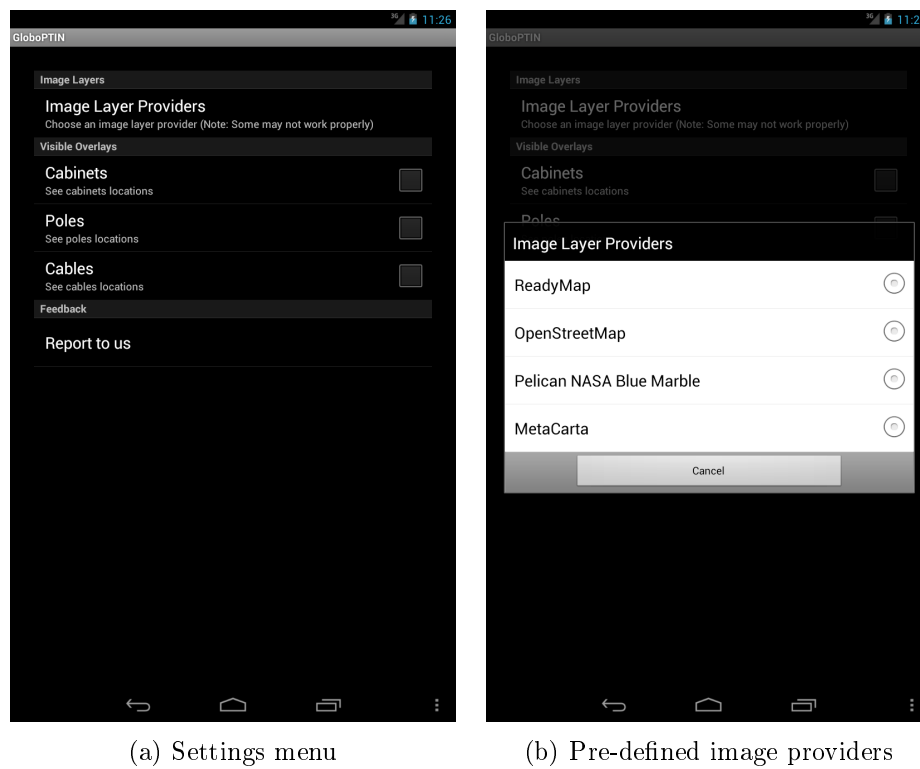 3G 11:26
GloboPTIN
Image Layers
Image Layer Providers
Choose an image layer provider (Note: Some may not work properly)
Visible Overlays
Cabinets
See cabinets locations
Poles
See poles locations
Cables
See cables locations
Feedback
Report to us
(a) Settings menu
3G 11:2
GloboPTIN
Image Layers
Image Layer Providers
Choose an image layer provider (Note: Some may not work properly)
Visible Overlays
Cabinets
See cabinets locations
Poles
Image Layer Providers
ReadyMap
OpenStreetMap
Pelican NASA Blue Marble
MetaCarta
Cancel
(b) Pre-defined image providers